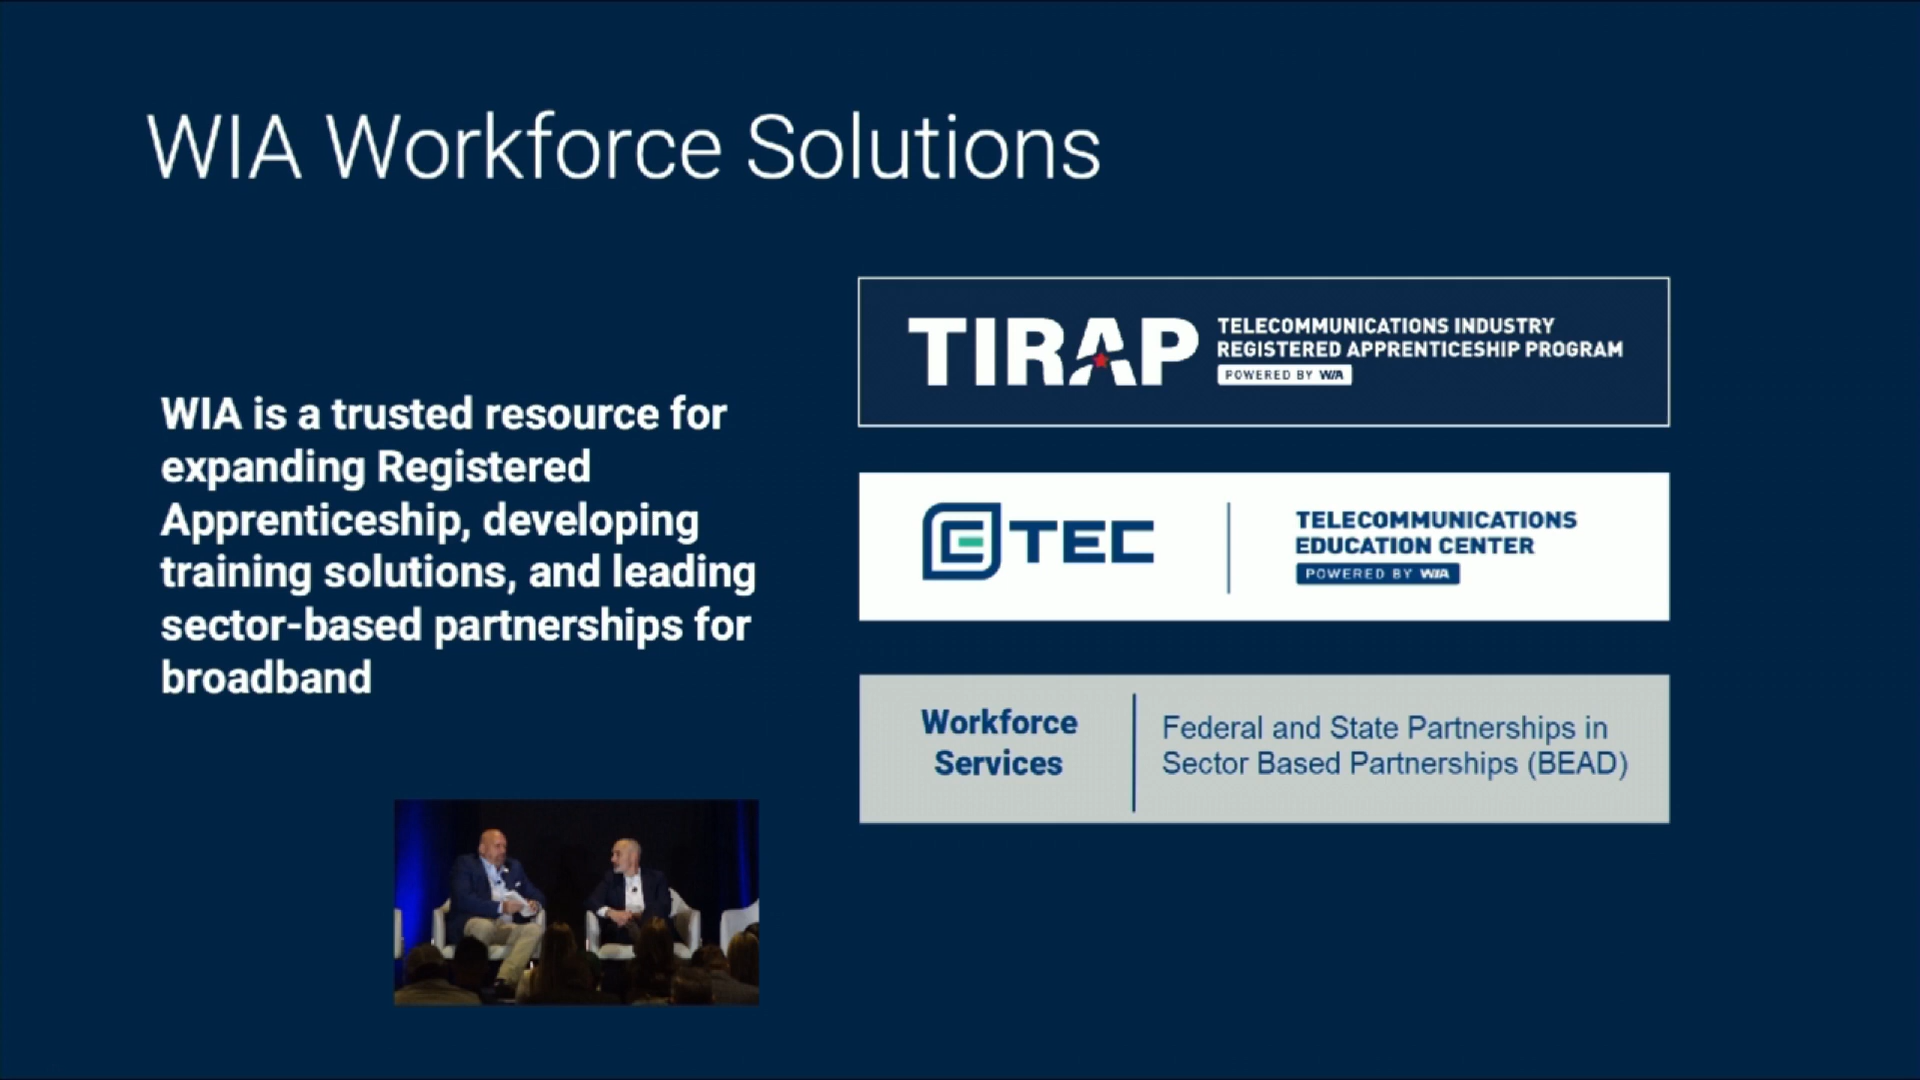 WIA Workforce Solutions
WIA is a trusted resource for
expanding Registered
Apprenticeship, developing
training solutions, and leading
sector-based partnerships for
broadband
TIRAP
TELECOMMUNICATIONS INDUSTRY
REGISTERED APPRENTICESHIP PROGRAM
POWERED BY WIA
TEC
TELECOMMUNICATIONS
EDUCATION CENTER
POWERED BY WIA
Workforce
Services
Federal and State Partnerships in
Sector Based Partnerships (BEAD)